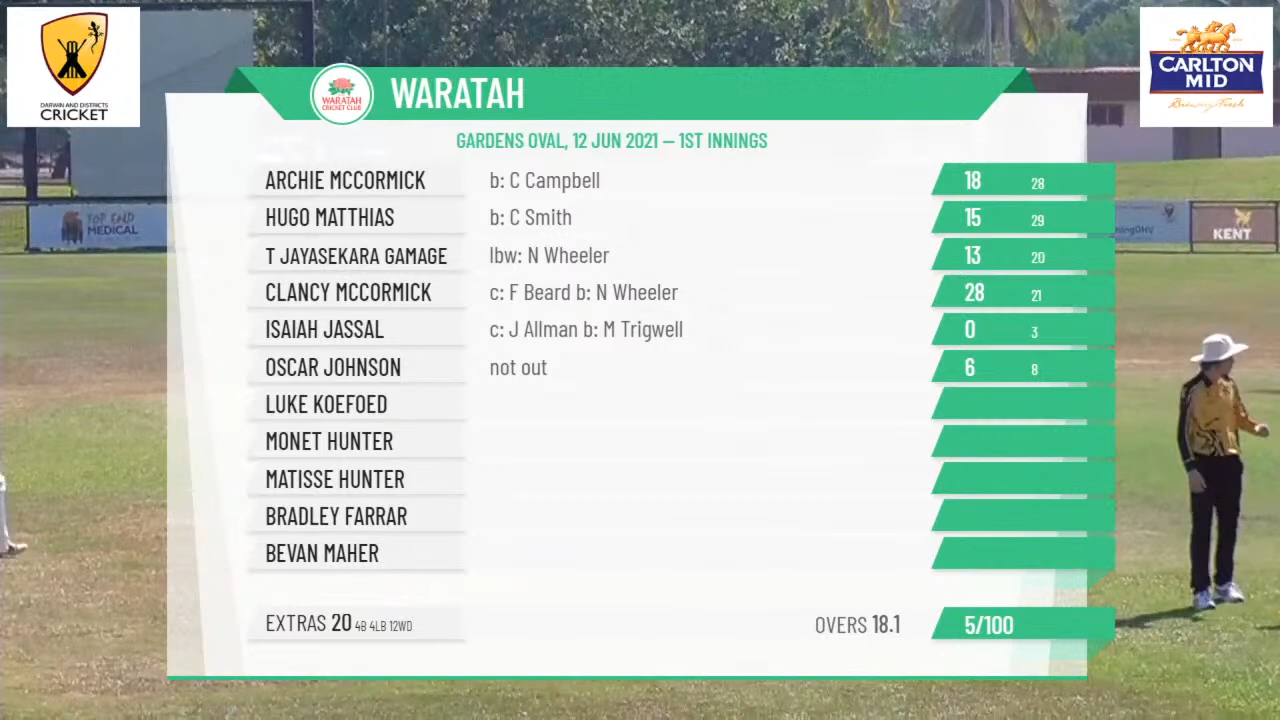 DARWIN AND DISTRICTS
CRICKET
CARLTON
MID
Brewery Fresh
WARATAH
CRICKET CLUB
WARATAH
GARDENS OVAL, 12 JUN 2021 – 1ST INNINGS
ARCHIE MCCORMICK b: C Campbell 18 28
HUGO MATTHIAS b: C Smith 15 29
T JAYASEKARA GAMAGE lbw: N Wheeler 13 20
CLANCY MCCORMICK c: F Beard b: N Wheeler 28 21
ISAIAH JASSAL c: J Allman b: M Trigwell 0 3
OSCAR JOHNSON not out 6 8
LUKE KOEFOED
MONET HUNTER
MATISSE HUNTER
BRADLEY FARRAR
BEVAN MAHER
EXTRAS 20 4B 4LB 12WD OVERS 18.1 5/100
TOP END
MEDICAL
KENT